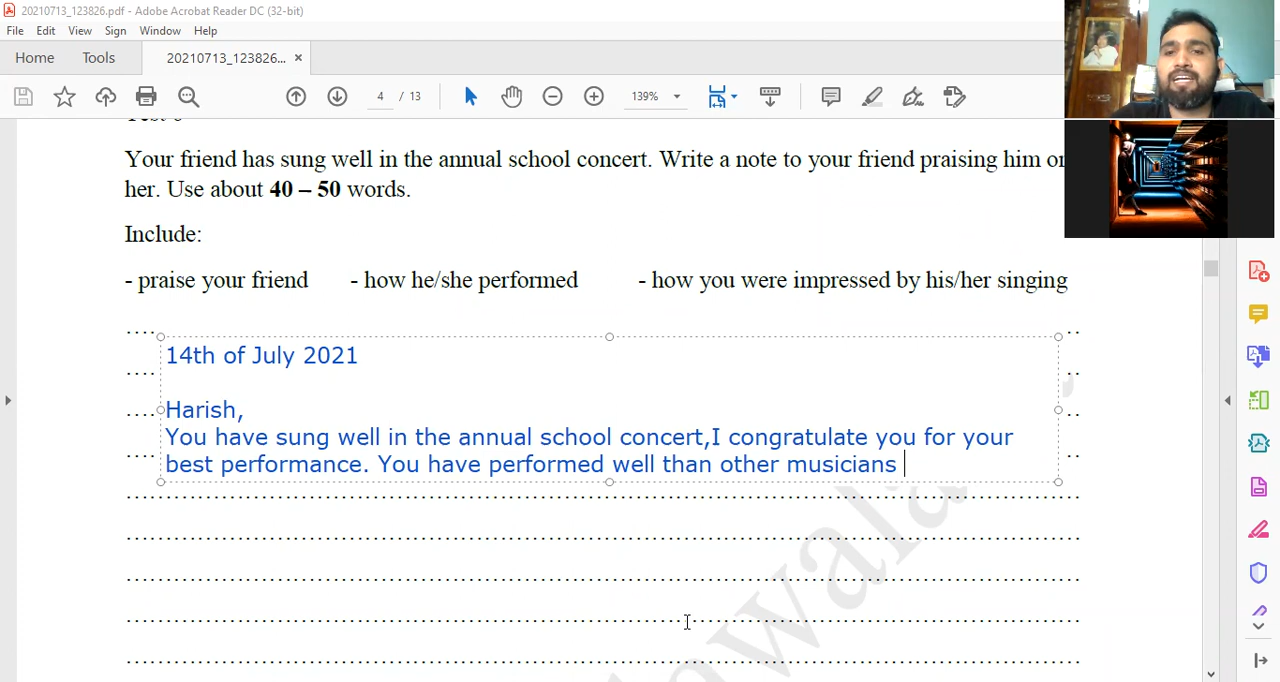 20210713_123826.pdf - Adobe Acrobat Reader DC (32-bit)
File Edit View Sign Window Help
Home Tools 20210713_123826... ×
4 / 13 139%
Your friend has sung well in the annual school concert. Write a note to your friend praising him or
her. Use about 40 – 50 words.
Include:
- praise your friend - how he/she performed - how you were impressed by his/her singing
14th of July 2021
Harish,
You have sung well in the annual school concert,I congratulate you for your
best performance. You have performed well than other musicians